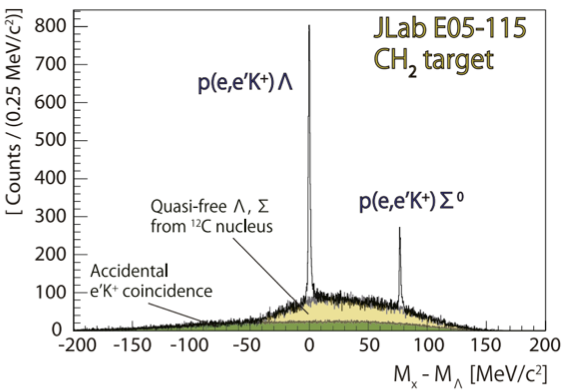 JLab E05-115
CH2 target
[ Counts / (0.25 MeV/c²) ]
800
700
600
500
400
300
200
100
0
p(e,e'K⁺)Λ
p(e,e'K⁺)Σ⁰
Quasi-free Λ, Σ
from ¹²C nucleus
Accidental
e'K⁺ coincidence
-200 -150 -100 -50 0 50 100 150 200
Mx - MΛ [MeV/c²]